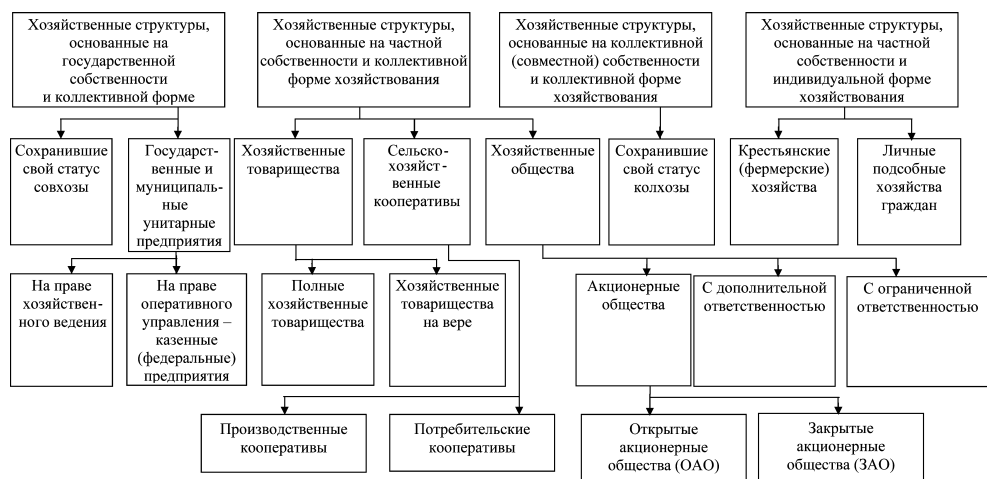 Хозяйственные структуры,
основанные на
государственной
собственности
и коллективной форме
Хозяйственные структуры,
основанные на частной
собственности и коллективной
форме хозяйствования
Хозяйственные структуры,
основанные на коллективной
(совместной) собственности
и коллективной форме
хозяйствования
Хозяйственные структуры,
основанные на частной
собственности и
индивидуальной форме
хозяйствования
Сохранившие
свой статус
совхозы
Государст-
венные и
муниципаль-
ные
унитарные
предприятия
Хозяйственные
товарищества
Сельско-
хозяйст-
венные
кооперативы
Хозяйственные
общества
Сохранившие
свой статус
колхозы
Крестьянские
(фермерские)
хозяйства
Личные
подсобные
хозяйства
граждан
На праве
хозяйствен-
ного ведения
На праве
оперативного
управления –
казенные
(федеральные)
предприятия
Полные
хозяйственные
товарищества
Хозяйственные
товарищества
на вере
Акционерные
общества
С дополнительной
ответственностью
С ограниченной
ответственностью
Производственные
кооперативы
Потребительские
кооперативы
Открытые
акционерные
общества (ОАО)
Закрытые
акционерные
общества (ЗАО)